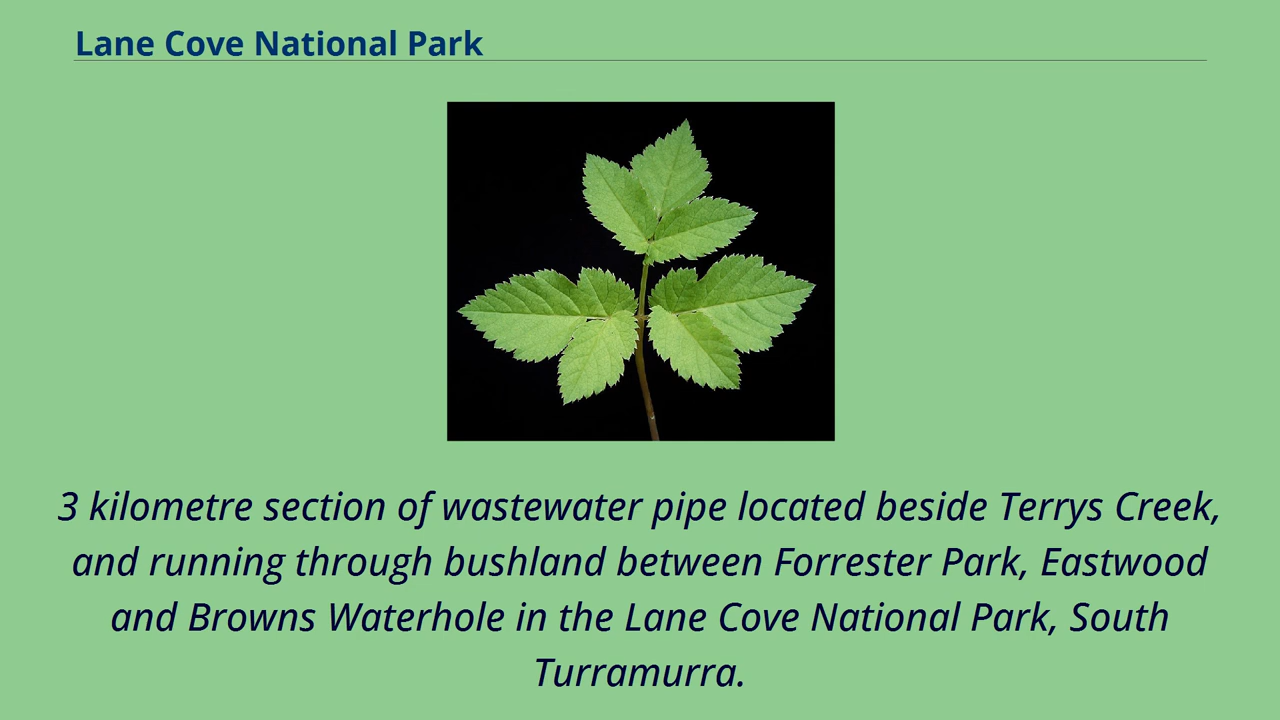 Lane Cove National Park
3 kilometre section of wastewater pipe located beside Terrys Creek,
and running through bushland between Forrester Park, Eastwood
and Browns Waterhole in the Lane Cove National Park, South
Turramurra.